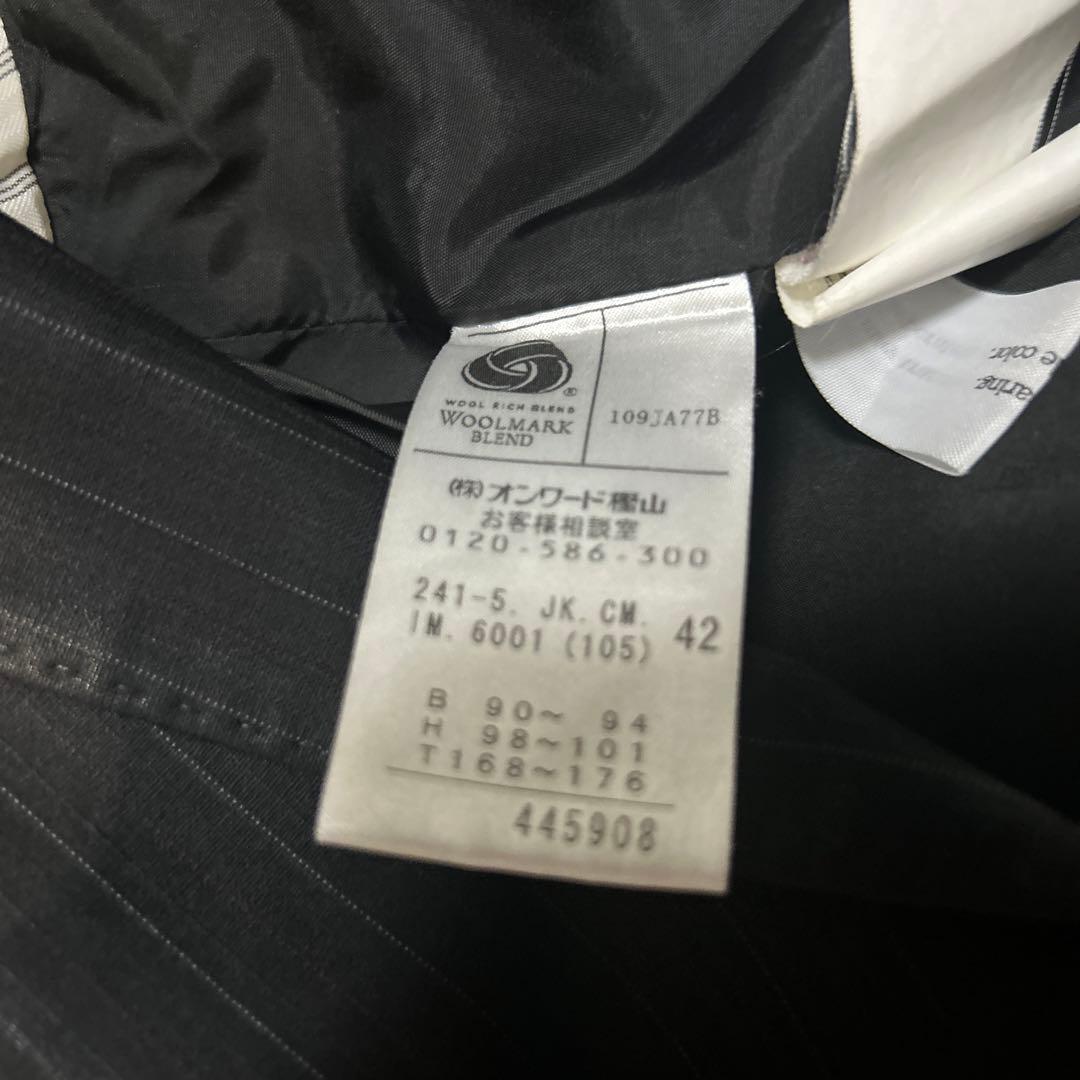 WOOL RICH BLEND
WOOLMARK
BLEND
109JA77B
(株)オンワード樫山
お客様相談室
0120-586-300
241-5. JK. CM.
IM. 6001 (105)
42
B 90~ 94
H 98~101
T168~176
445908
e color.